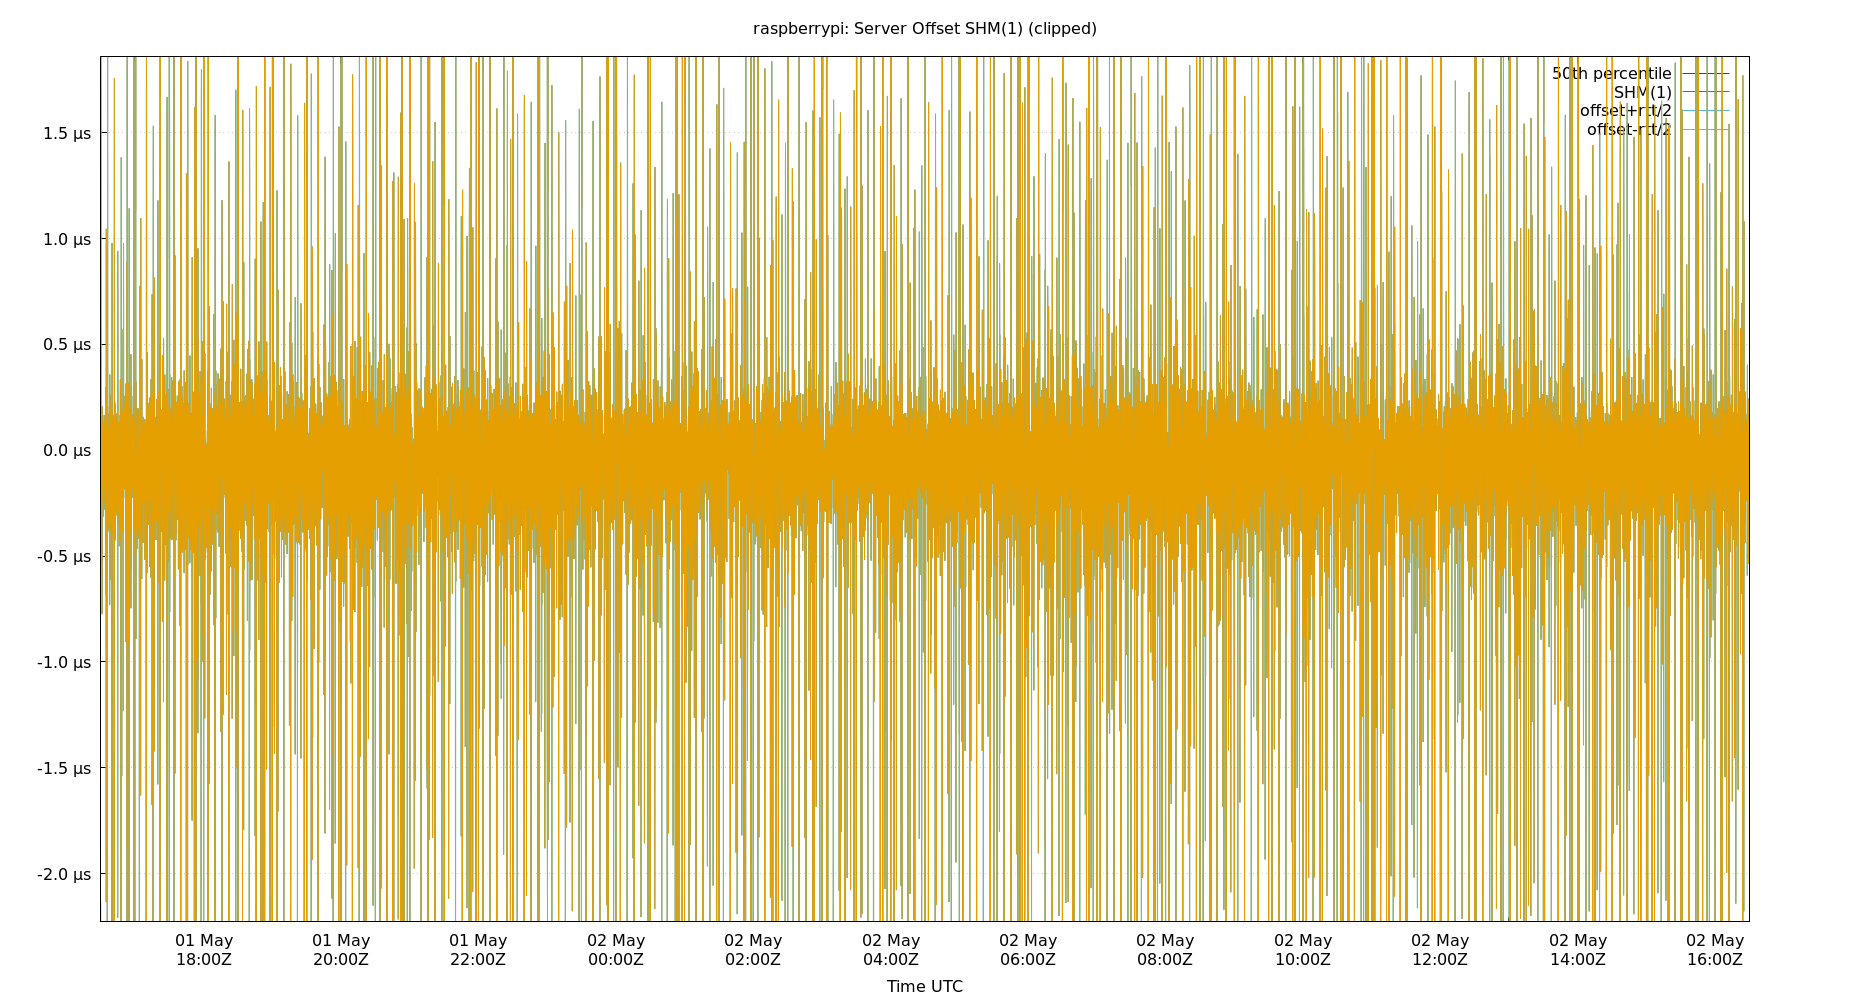 raspberrypi: Server Offset SHM(1) (clipped)
50th percentile
SHM(1)
offset+rtt/2
offset-rtt/2
1.5 µs
1.0 µs
0.5 µs
0.0 µs
-0.5 µs
-1.0 µs
-1.5 µs
-2.0 µs
01 May 01 May 01 May 02 May 02 May 02 May 02 May 02 May 02 May 02 May 02 May 02 May
18:00Z 20:00Z 22:00Z 00:00Z 02:00Z 04:00Z 06:00Z 08:00Z 10:00Z 12:00Z 14:00Z 16:00Z
Time UTC